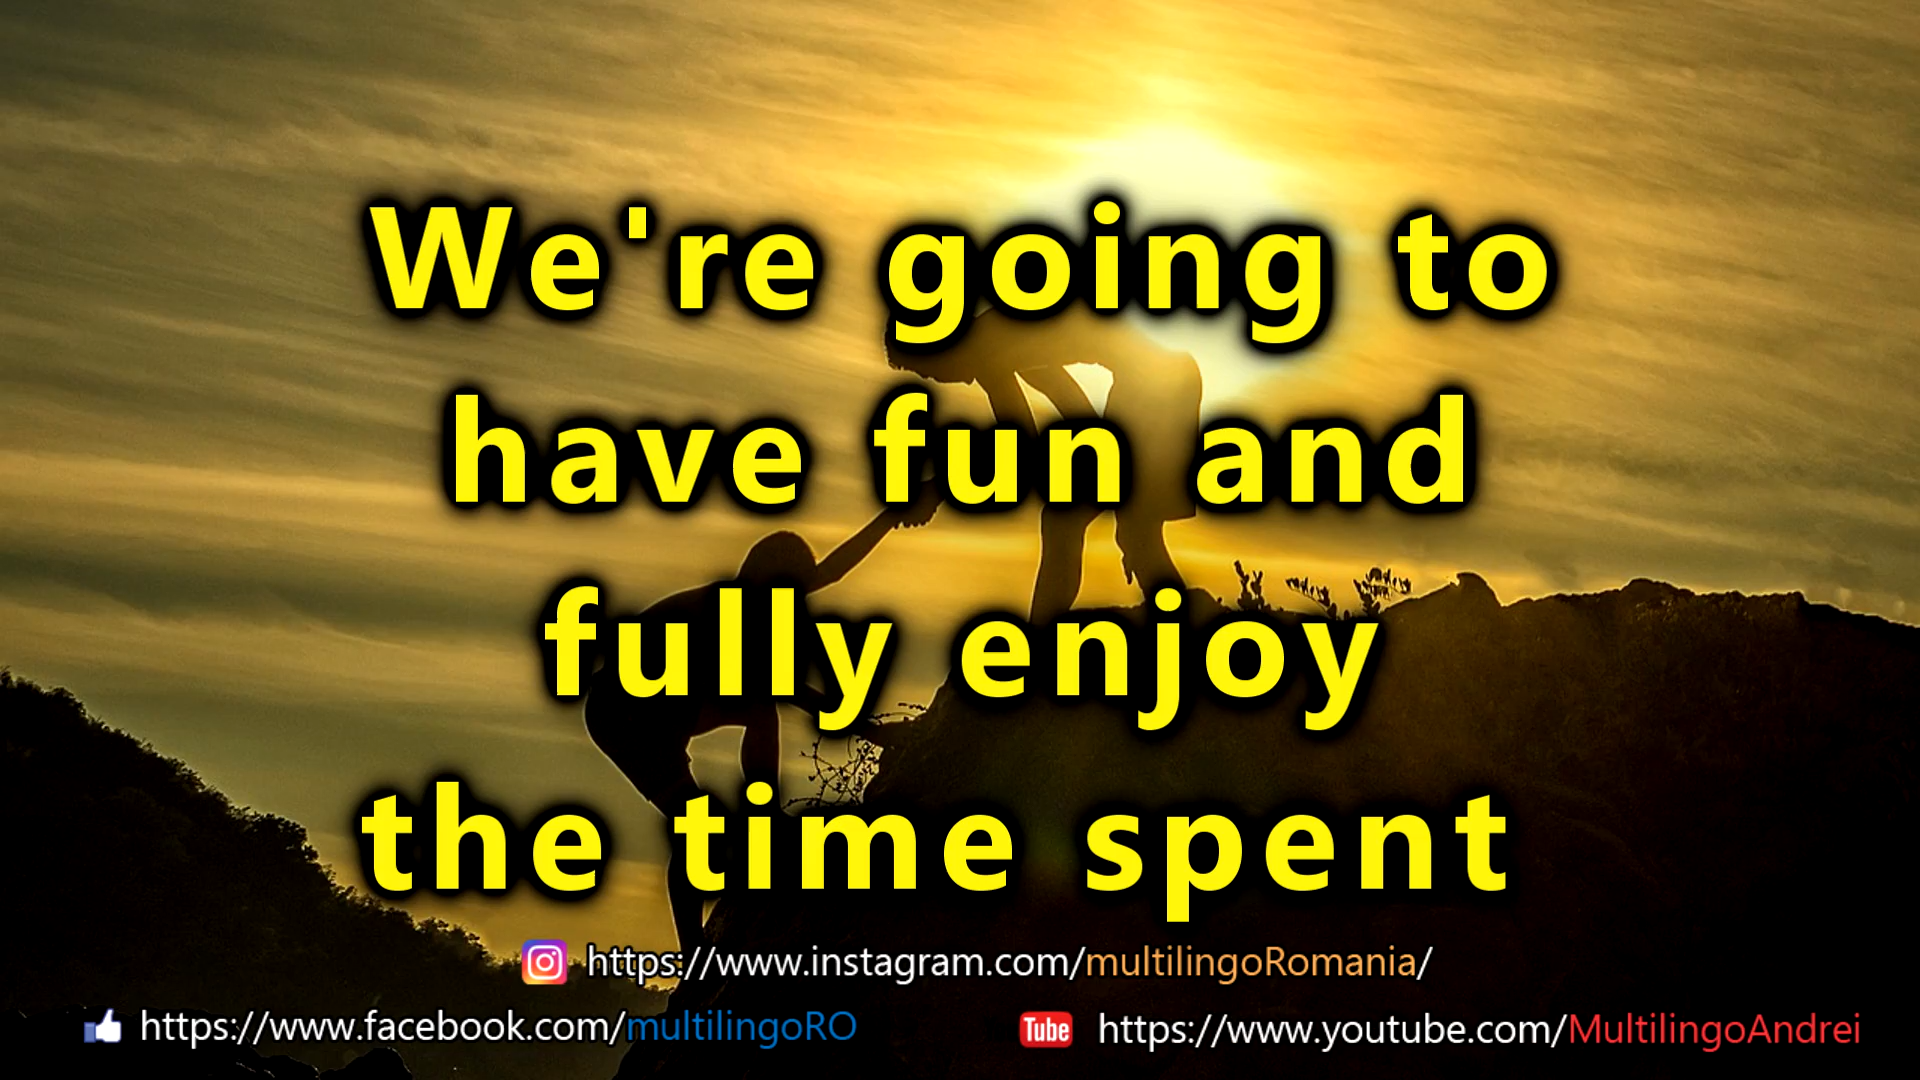 We're going to
have fun and
fully enjoy
the time spent
https://www.instagram.com/multilingoRomania/
https://www.facebook.com/multilingoRO
Tube https://www.youtube.com/MultilingoAndrei